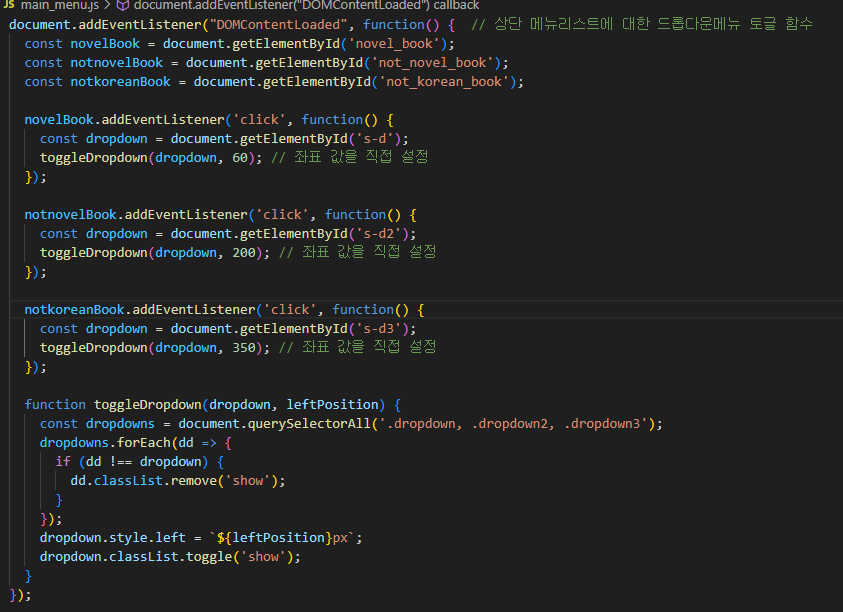 JS main_menu.js > document.addEventListener("DOMContentLoaded") callback
document.addEventListener("DOMContentLoaded", function() {  // 상단 메뉴리스트에 대한 드롭다운메뉴 토글 함수
  const novelBook = document.getElementById('novel_book');
  const notnovelBook = document.getElementById('not_novel_book');
  const notkoreanBook = document.getElementById('not_korean_book');

  novelBook.addEventListener('click', function() {
    const dropdown = document.getElementById('s-d');
    toggleDropdown(dropdown, 60); // 좌표 값을 직접 설정
  });

  notnovelBook.addEventListener('click', function() {
    const dropdown = document.getElementById('s-d2');
    toggleDropdown(dropdown, 200); // 좌표 값을 직접 설정
  });

  notkoreanBook.addEventListener('click', function() {
    const dropdown = document.getElementById('s-d3');
    toggleDropdown(dropdown, 350); // 좌표 값을 직접 설정
  });

  function toggleDropdown(dropdown, leftPosition) {
    const dropdowns = document.querySelectorAll('.dropdown, .dropdown2, .dropdown3');
    dropdowns.forEach(dd => {
      if (dd !== dropdown) {
        dd.classList.remove('show');
      }
    });
    dropdown.style.left = `${leftPosition}px`;
    dropdown.classList.toggle('show');
  }
});